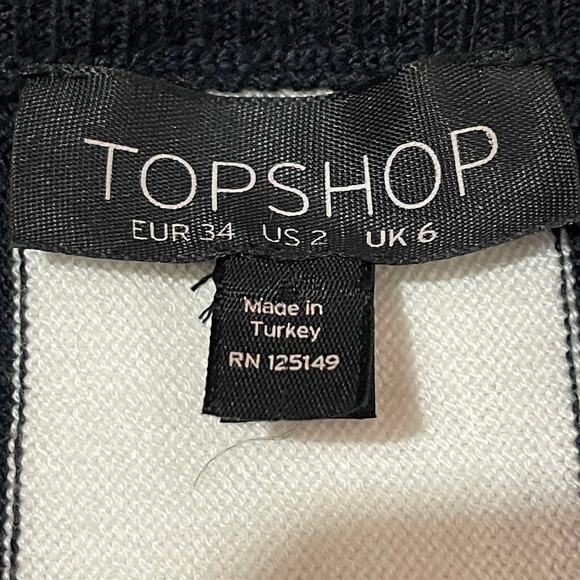 TOPSHOP
EUR 34 US 2 UK 6
Made in
Turkey
RN 125149